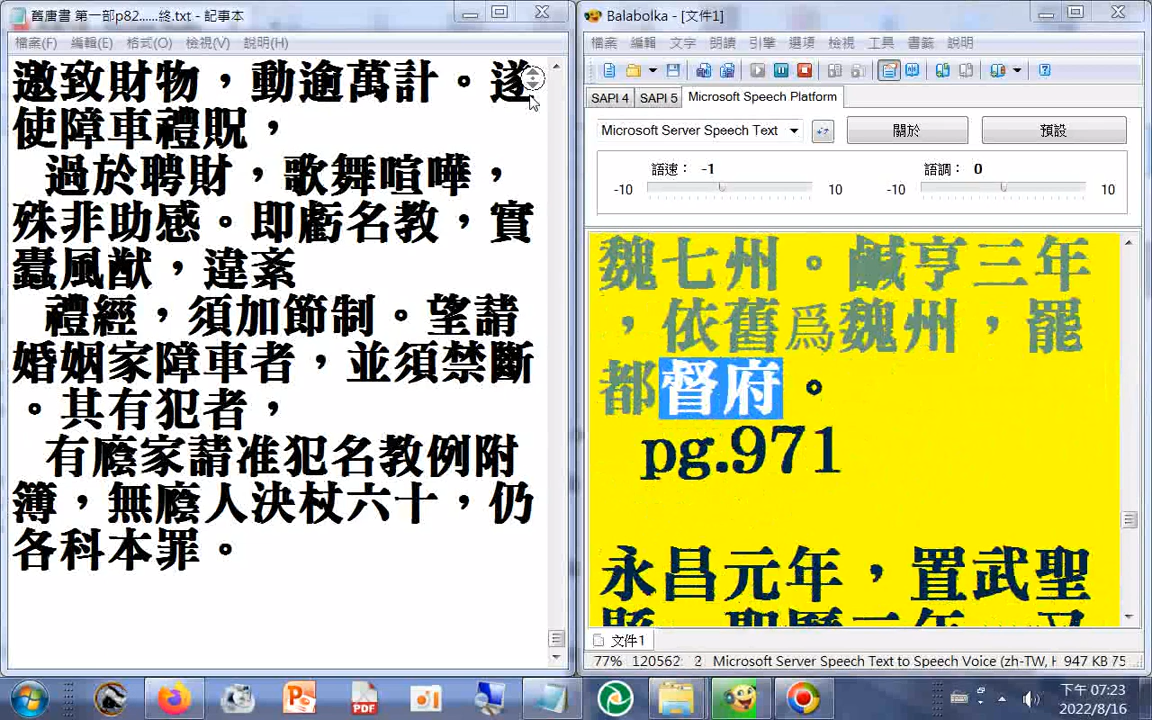 舊唐書 第一部p82......終.txt - 記事本
檔案(F) 編輯(E) 格式(O) 檢視(V) 說明(H)
邀致財物，動逾萬計。遂
使障車禮貺，
過於聘財，歌舞喧嘩，
殊非助感。即虧名教，實
蠹風猷，違紊
禮經，須加節制。望請
婚姻家障車者，並須禁斷
。其有犯者，
有廕家請准犯名教例附
簿，無廕人決杖六十，仍
各科本罪。
Balabolka - [文件1]
檔案 編輯 文字 朗讀 引擎 選項 檢視 工具 書籤 說明
SAPI 4 SAPI 5 Microsoft Speech Platform
Microsoft Server Speech Text 關於 預設
語速： -1 語調： 0
-10 10 -10 10
魏七州。鹹亨三年
，依舊爲魏州，罷
都督府。
pg.971
永昌元年，置武聖
文件1
77% 120562: 2 Microsoft Server Speech Text to Speech Voice (zh-TW, H 947 KB 75
PDF
下午 07:23
2022/8/16